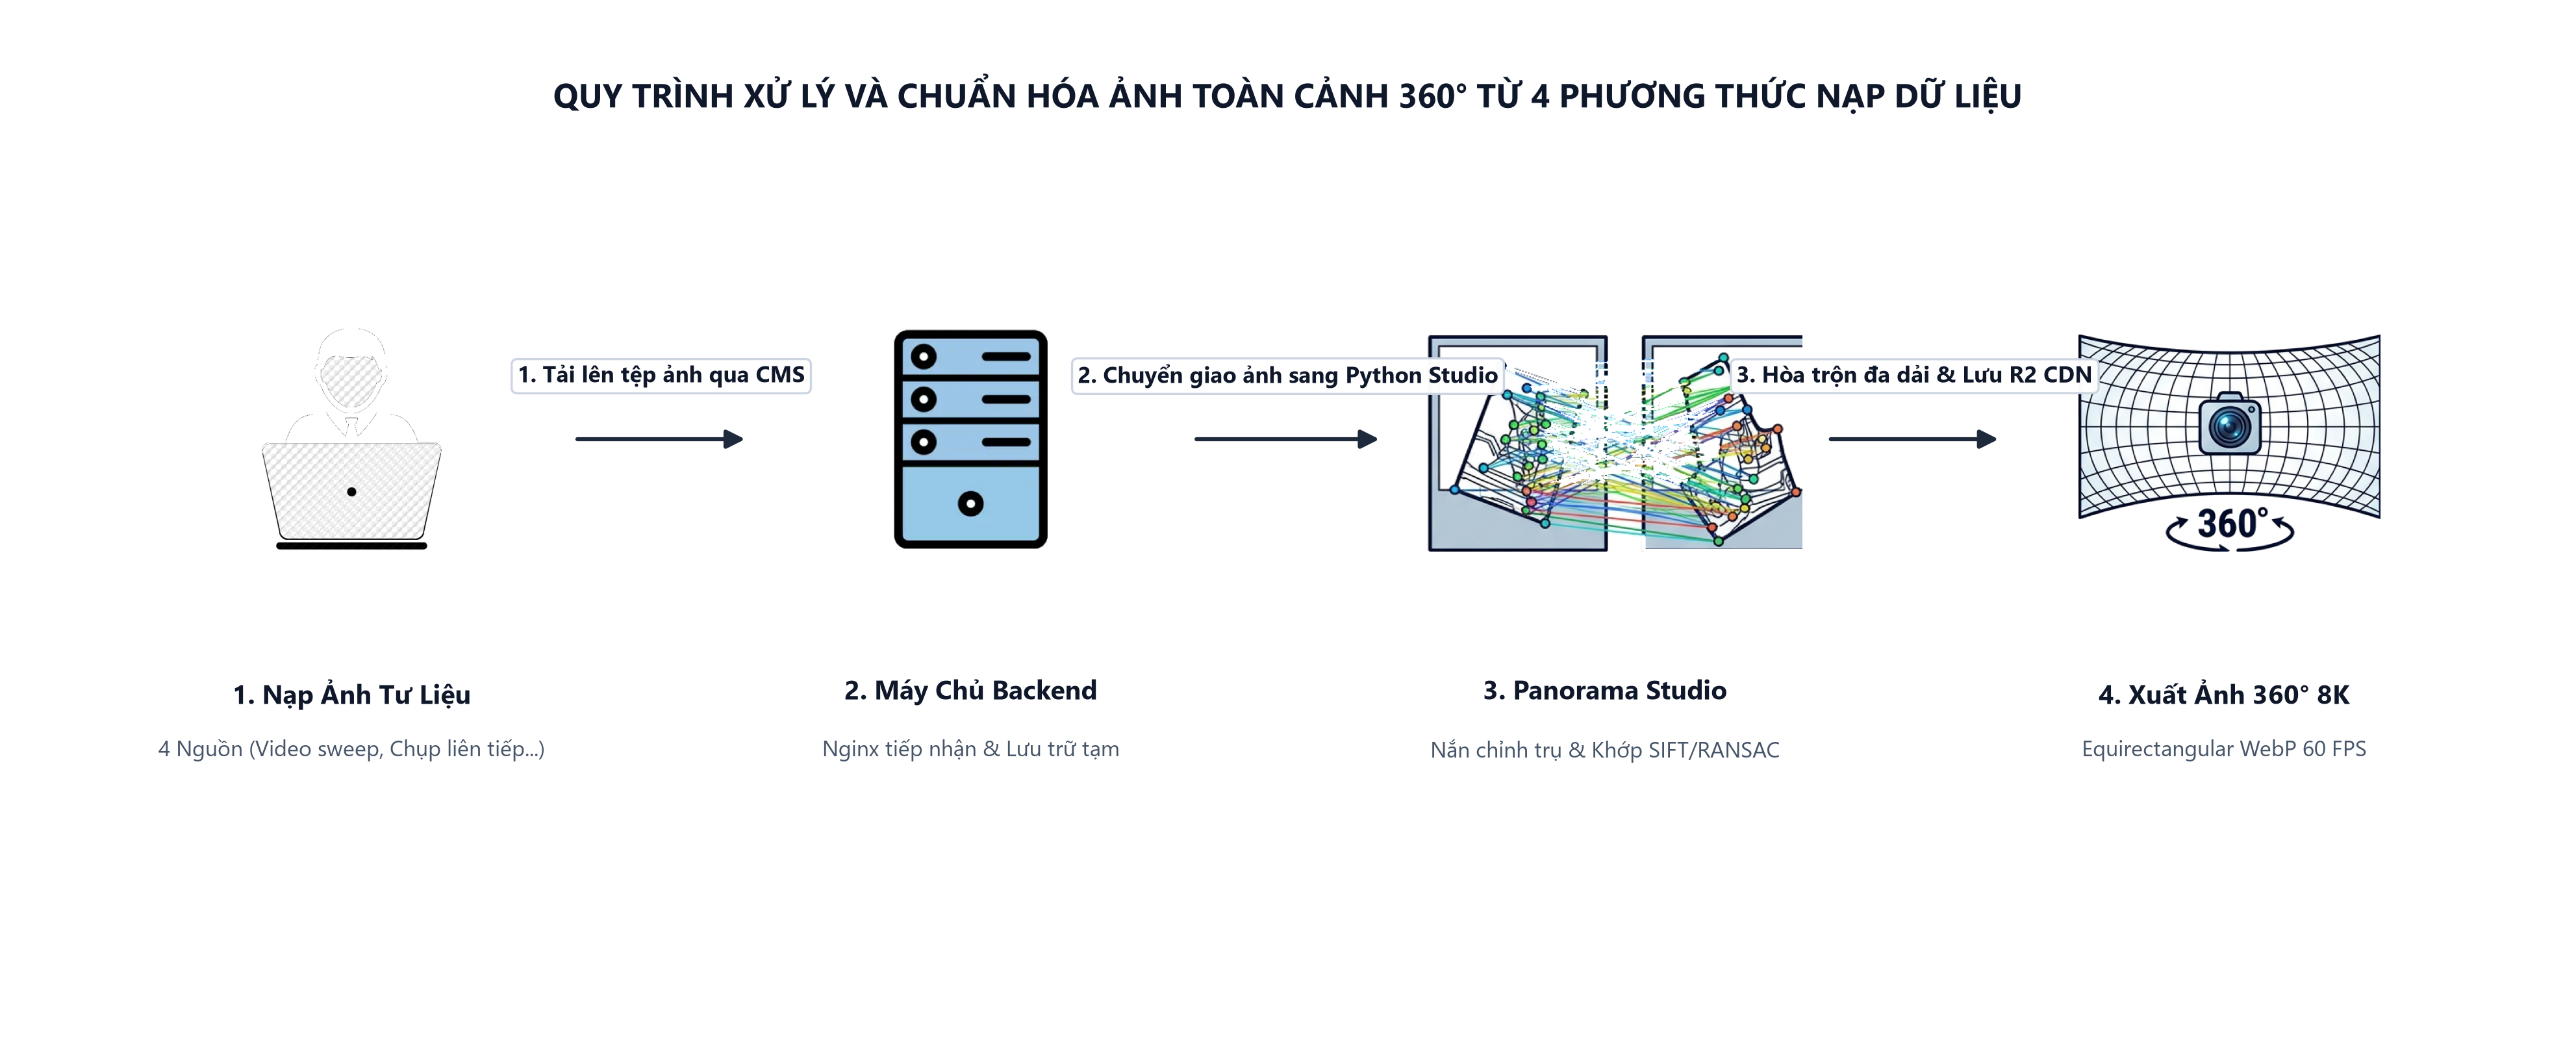 QUY TRÌNH XỬ LÝ VÀ CHUẨN HÓA ẢNH TOÀN CẢNH 360° TỪ 4 PHƯƠNG THỨC NẠP DỮ LIỆU
1. Tải lên tệp ảnh qua CMS
2. Chuyển giao ảnh sang Python Studio
3. Hòa trộn đa dải & Lưu R2 CDN
360°
1. Nạp Ảnh Tư Liệu
2. Máy Chủ Backend
3. Panorama Studio
4. Xuất Ảnh 360° 8K
4 Nguồn (Video sweep, Chụp liên tiếp...)
Nginx tiếp nhận & Lưu trữ tạm
Nắn chỉnh trụ & Khớp SIFT/RANSAC
Equirectangular WebP 60 FPS